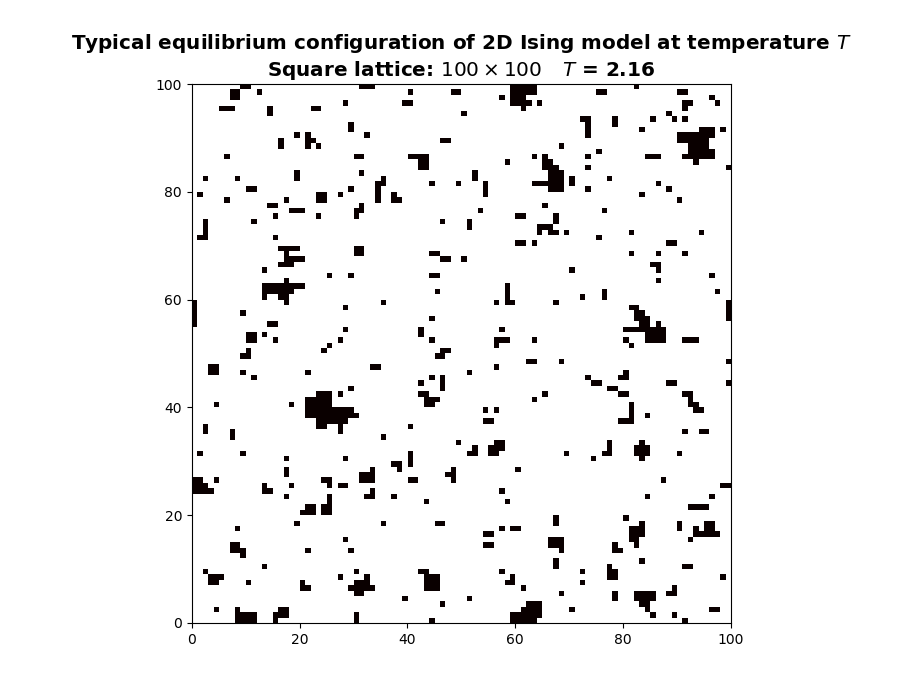 Typical equilibrium configuration of 2D Ising model at temperature T
Square lattice: 100 × 100 T = 2.16
100
80
60
40
20
0
0 20 40 60 80 100